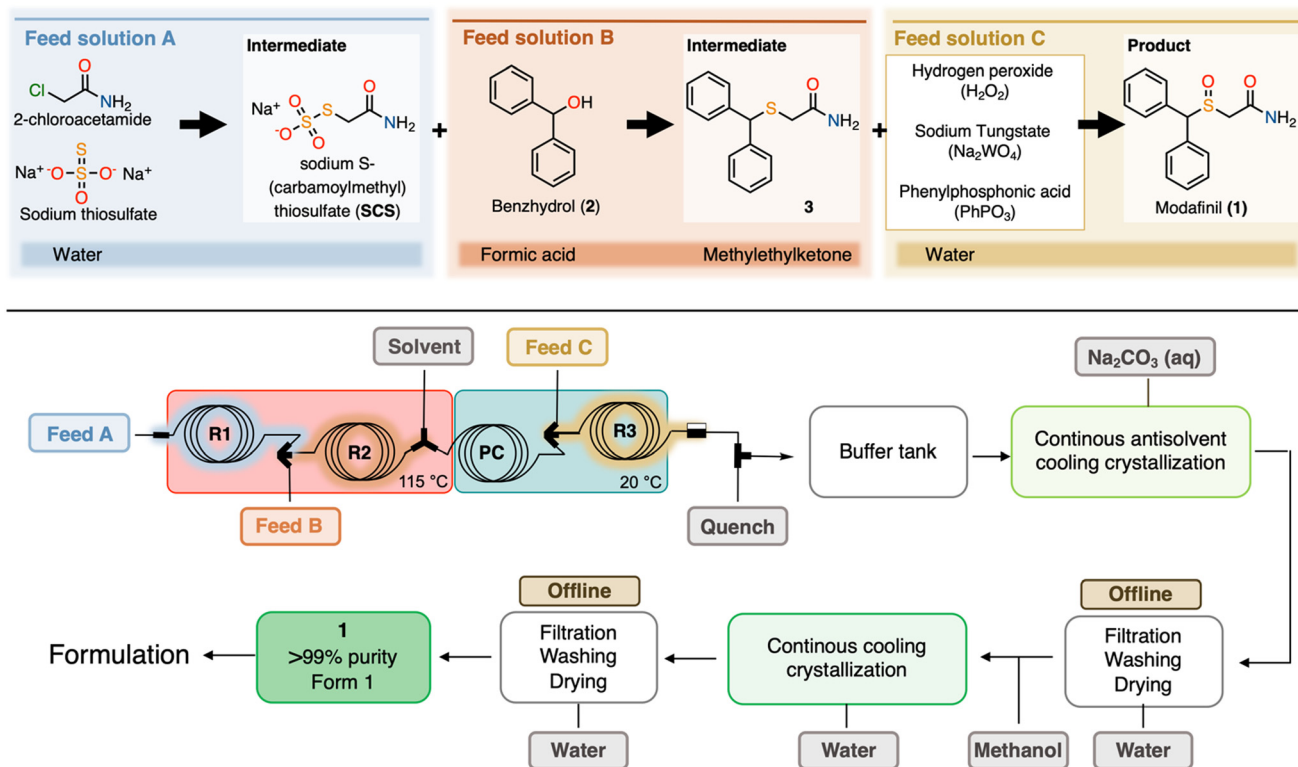 Feed solution A
Intermediate
Cl
O
NH₂
2-chloroacetamide
Na⁺⁻O
S
S
O
O⁻ Na⁺
Sodium thiosulfate
Na⁺
O
⁻O
S
O
S
O
NH₂
sodium S-
(carbamoylmethyl)
thiosulfate (SCS)
Water
+
Feed solution B
Intermediate
OH
Benzhydrol (2)
S
O
NH₂
3
Formic acid
Methylethylketone
+
Feed solution C
Product
Hydrogen peroxide
(H₂O₂)
Sodium Tungstate
(Na₂WO₄)
Phenylphosphonic acid
(PhPO₃)
O
S
O
NH₂
Modafinil (1)
Water
Solvent
Feed C
Na₂CO₃ (aq)
Feed A
R1
R2
115 °C
PC
R3
20 °C
Feed B
Quench
Buffer tank
Continous antisolvent
cooling crystallization
Offline
Filtration
Washing
Drying
Water
Methanol
Continous cooling
crystallization
Water
Offline
Filtration
Washing
Drying
Water
1
>99% purity
Form 1
Formulation